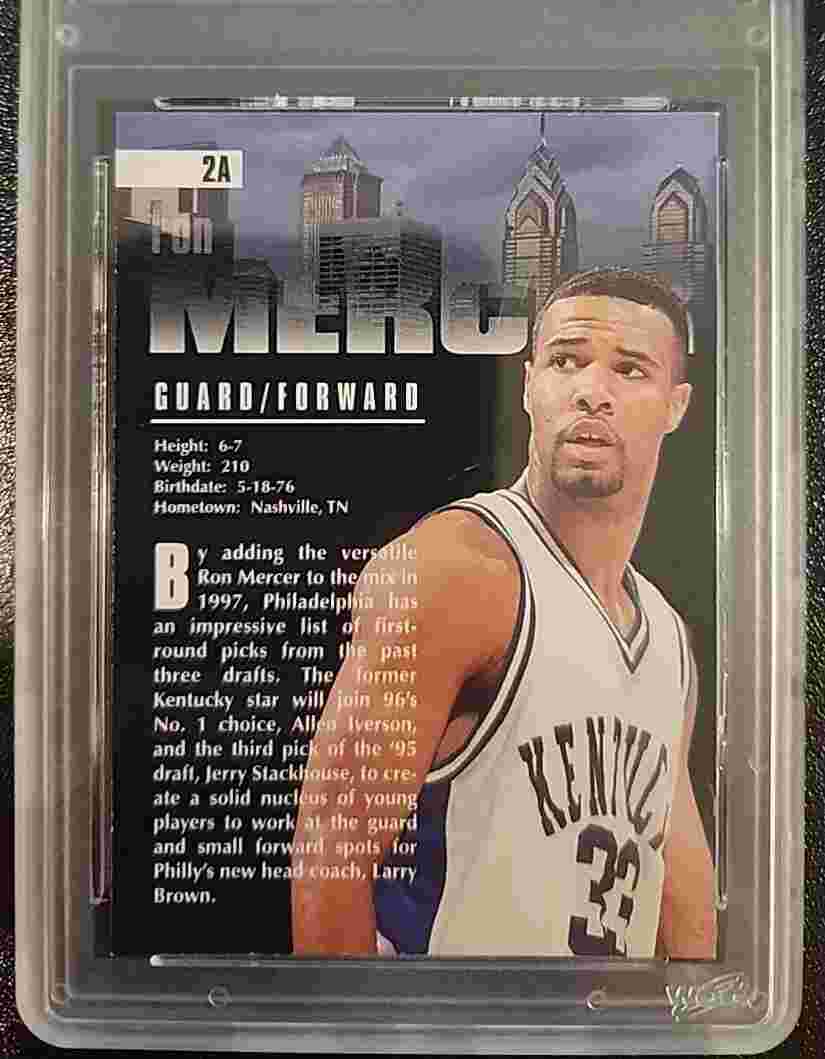 2A
Ron
MERCER
GUARD/FORWARD
Height: 6-7
Weight: 210
Birthdate: 5-18-76
Hometown: Nashville, TN
By adding the versatile
Ron Mercer to the mix in
1997, Philadelphia has
an impressive list of first-
round picks from the past
three drafts. The former
Kentucky star will join 96's
No. 1 choice, Allen Iverson,
and the third pick of the '95
draft, Jerry Stackhouse, to cre-
ate a solid nucleus of young
players to work at the guard
and small forward spots for
Philly's new head coach, Larry
Brown.
KENTUCKY
33